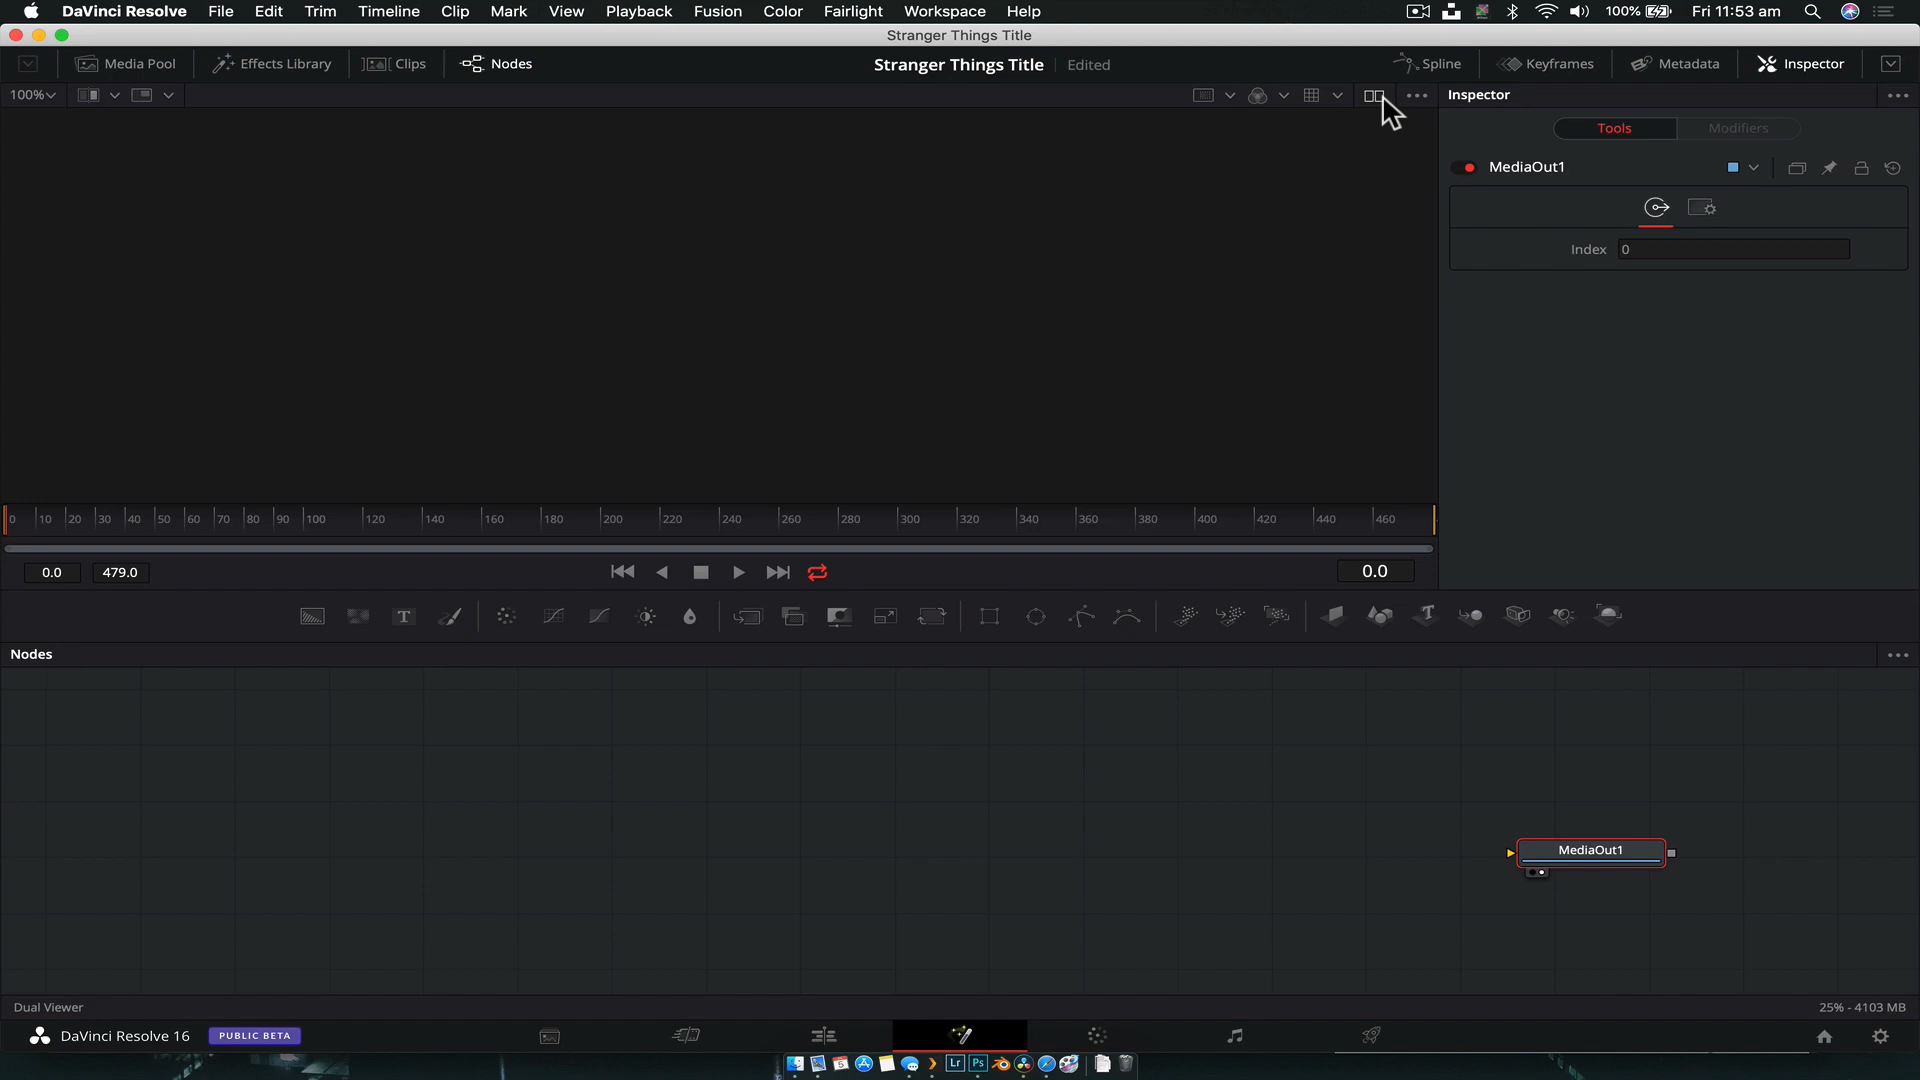 DaVinci Resolve File Edit Trim Timeline Clip Mark View Playback Fusion Color Fairlight Workspace Help 100% Fri 11:53 am
Stranger Things Title
Media Pool Effects Library Clips Nodes Stranger Things Title Edited Spline Keyframes Metadata Inspector
100% Inspector
Tools Modifiers
MediaOut1
Index 0
0 10 20 30 40 50 60 70 80 90 100 120 140 160 180 200 220 240 260 280 300 320 340 360 380 400 420 440 460
0.0 479.0 0.0
T T
Nodes
MediaOut1
Dual Viewer 25% - 4103 MB
DaVinci Resolve 16 PUBLIC BETA
Lr Ps